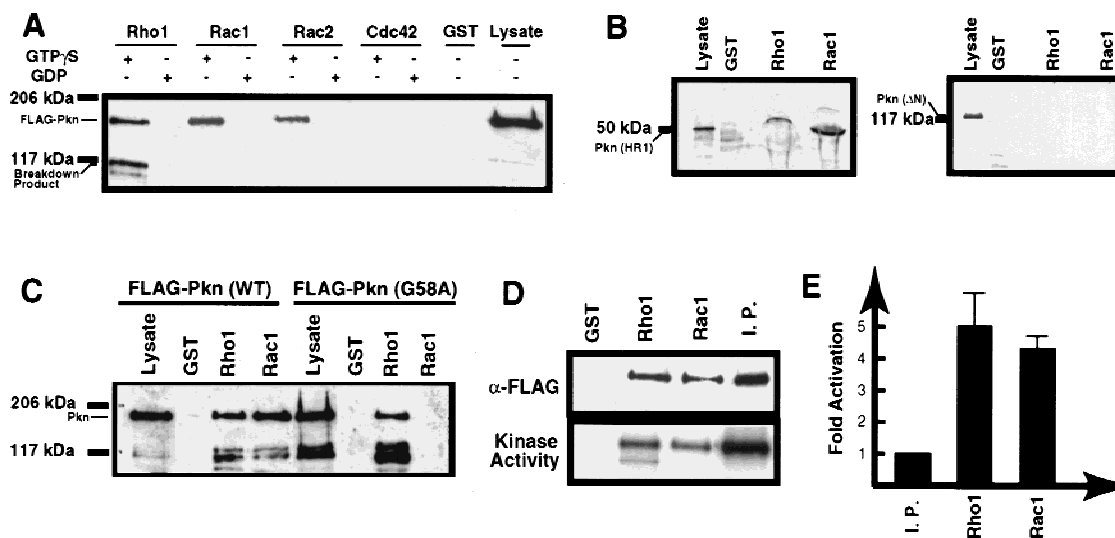 A
Rho1 Rac1 Rac2 Cdc42 GST Lysate
GTPγS + - + - + - + - - -
GDP - + - + - + - + - -
206 kDa
FLAG-Pkn
117 kDa
Breakdown
Product
B
Lysate GST Rho1 Rac1
50 kDa
Pkn (HR1)
Lysate GST Rho1 Rac1
Pkn (ΔN)
117 kDa
C
FLAG-Pkn (WT) FLAG-Pkn (G58A)
Lysate GST Rho1 Rac1 Lysate GST Rho1 Rac1
206 kDa
Pkn
117 kDa
D
GST Rho1 Rac1 I. P.
α-FLAG
Kinase
Activity
E
Fold Activation
5
4
3
2
1
I. P. Rho1 Rac1